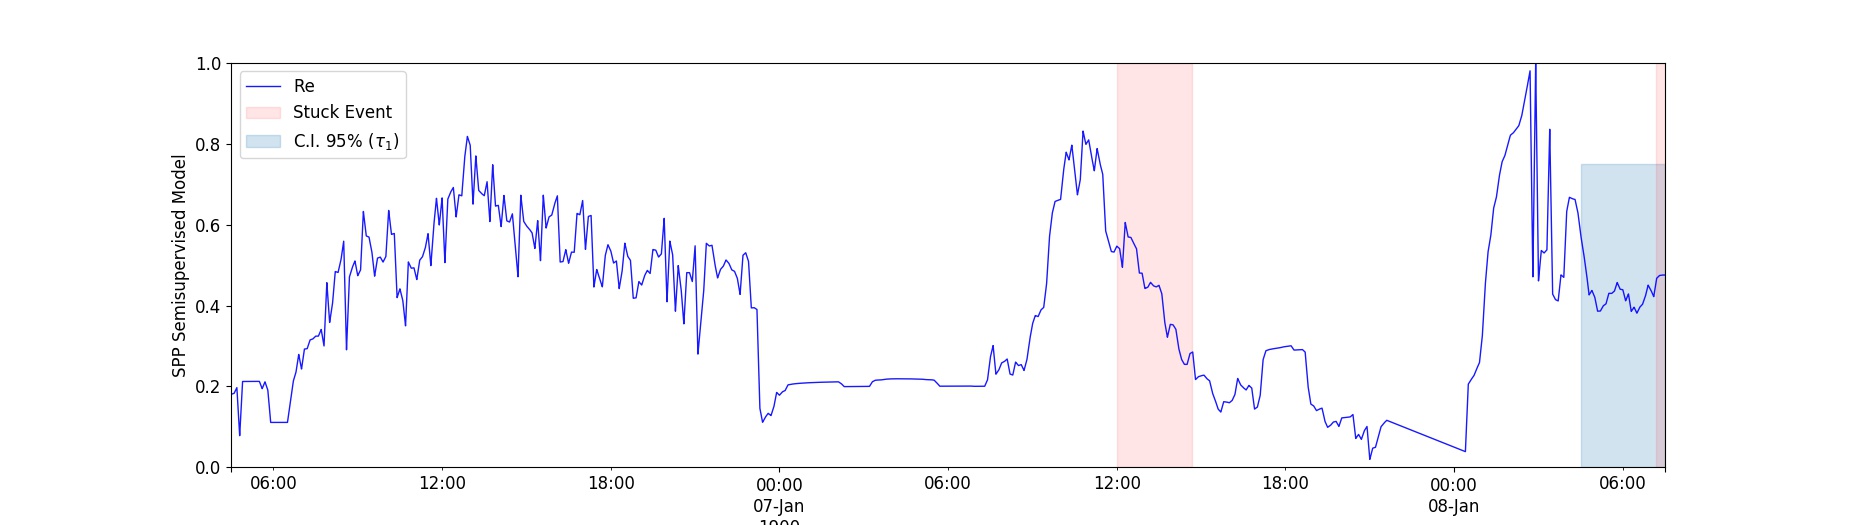 1.0
0.8
0.6
0.4
0.2
0.0
SPP Semisupervised Model
Re
Stuck Event
C.I. 95% (τ₁)
06:00 12:00 18:00 00:00 06:00 12:00 18:00 00:00 06:00
07-Jan 08-Jan
1900